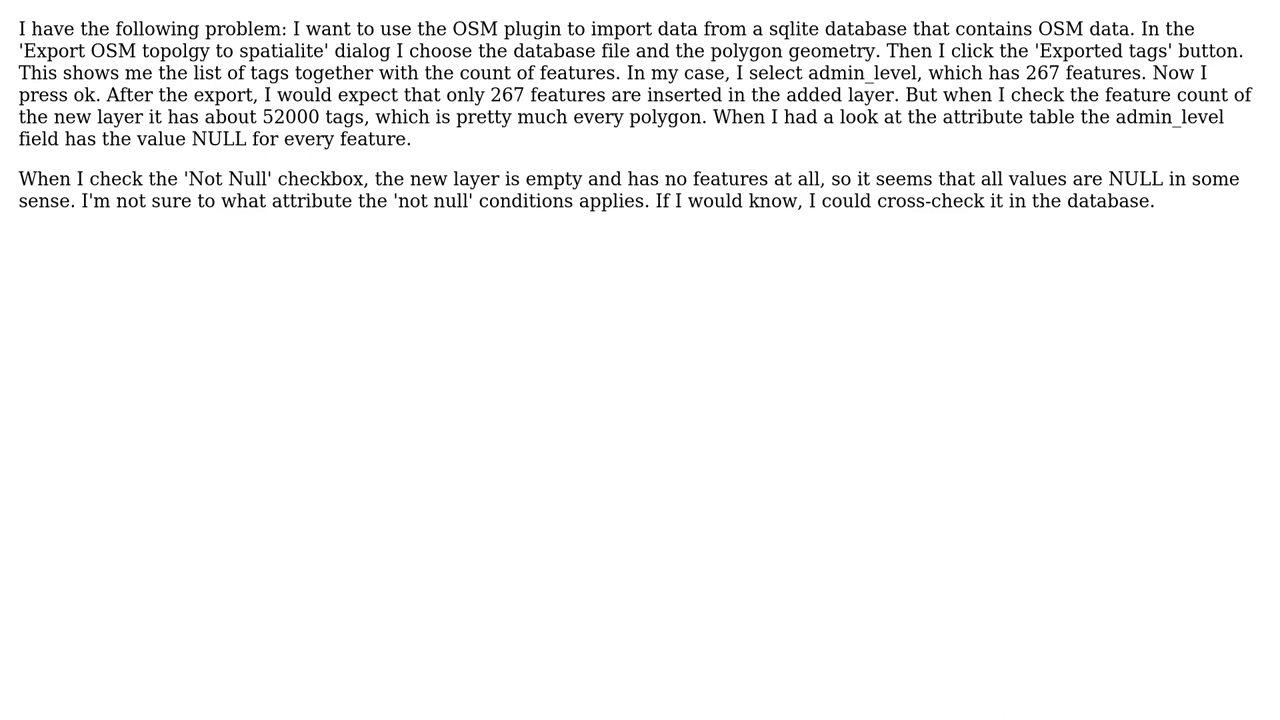 I have the following problem: I want to use the OSM plugin to import data from a sqlite database that contains OSM data. In the
'Export OSM topolgy to spatialite' dialog I choose the database file and the polygon geometry. Then I click the 'Exported tags' button.
This shows me the list of tags together with the count of features. In my case, I select admin_level, which has 267 features. Now I
press ok. After the export, I would expect that only 267 features are inserted in the added layer. But when I check the feature count of
the new layer it has about 52000 tags, which is pretty much every polygon. When I had a look at the attribute table the admin_level
field has the value NULL for every feature.
When I check the 'Not Null' checkbox, the new layer is empty and has no features at all, so it seems that all values are NULL in some
sense. I'm not sure to what attribute the 'not null' conditions applies. If I would know, I could cross-check it in the database.